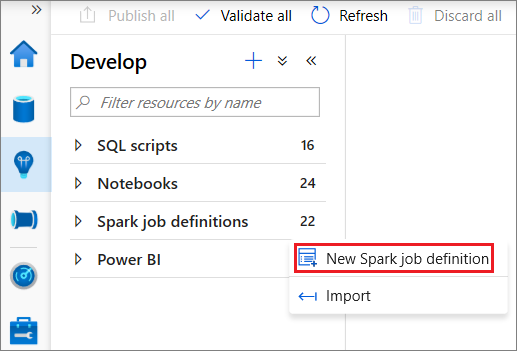 Publish all Validate all Refresh Discard all
Develop
Filter resources by name
SQL scripts 16
Notebooks 24
Spark job definitions 22
Power BI
New Spark job definition
Import